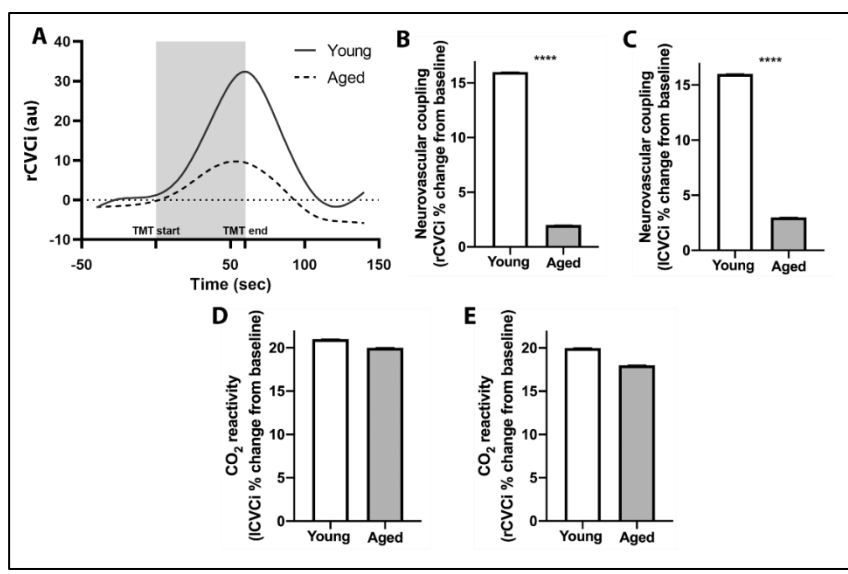 A
rCVCi (au)
40
30
20
10
0
-10
Young
Aged
TMT start
TMT end
-50
0
50
100
150
Time (sec)
B
Neurovascular coupling
(rCVCi % change from baseline)
15
10
5
0
****
Young Aged
C
Neurovascular coupling
(lCVCi % change from baseline)
15
10
5
0
****
Young Aged
D
CO₂ reactivity
(lCVCi % change from baseline)
20
15
10
5
0
Young Aged
E
CO₂ reactivity
(rCVCi % change from baseline)
20
15
10
5
0
Young Aged